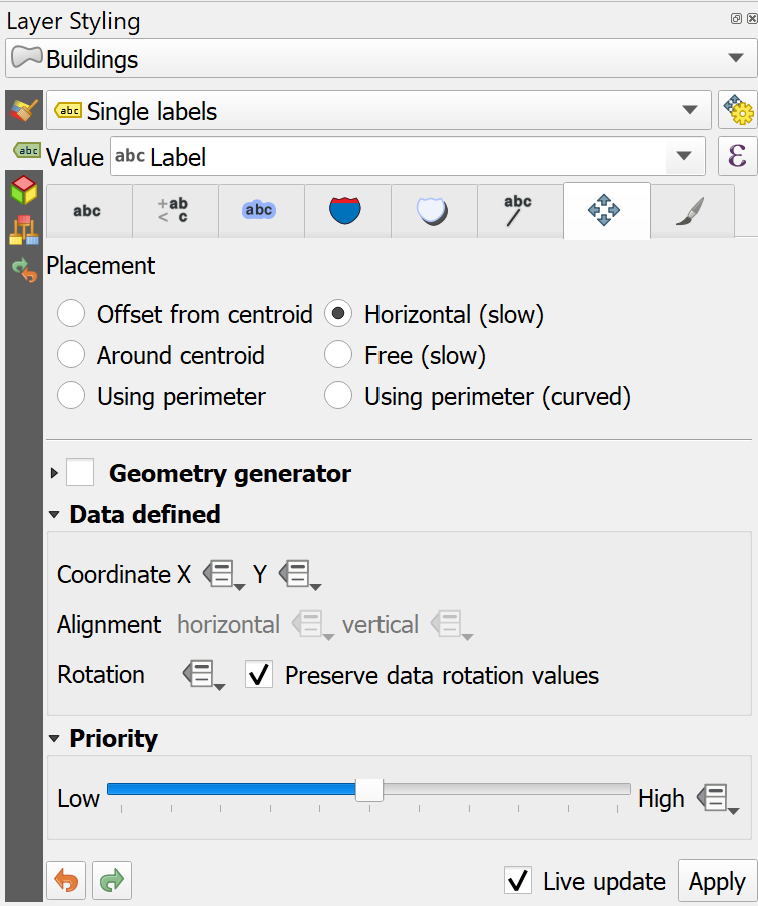 Layer Styling
Buildings
abc Single labels
abc Value abc Label ε
abc +ab < c abc abc
Placement
Offset from centroid Horizontal (slow)
Around centroid Free (slow)
Using perimeter Using perimeter (curved)
Geometry generator
Data defined
Coordinate X Y
Alignment horizontal vertical
Rotation Preserve data rotation values
Priority
Low High
Live update Apply